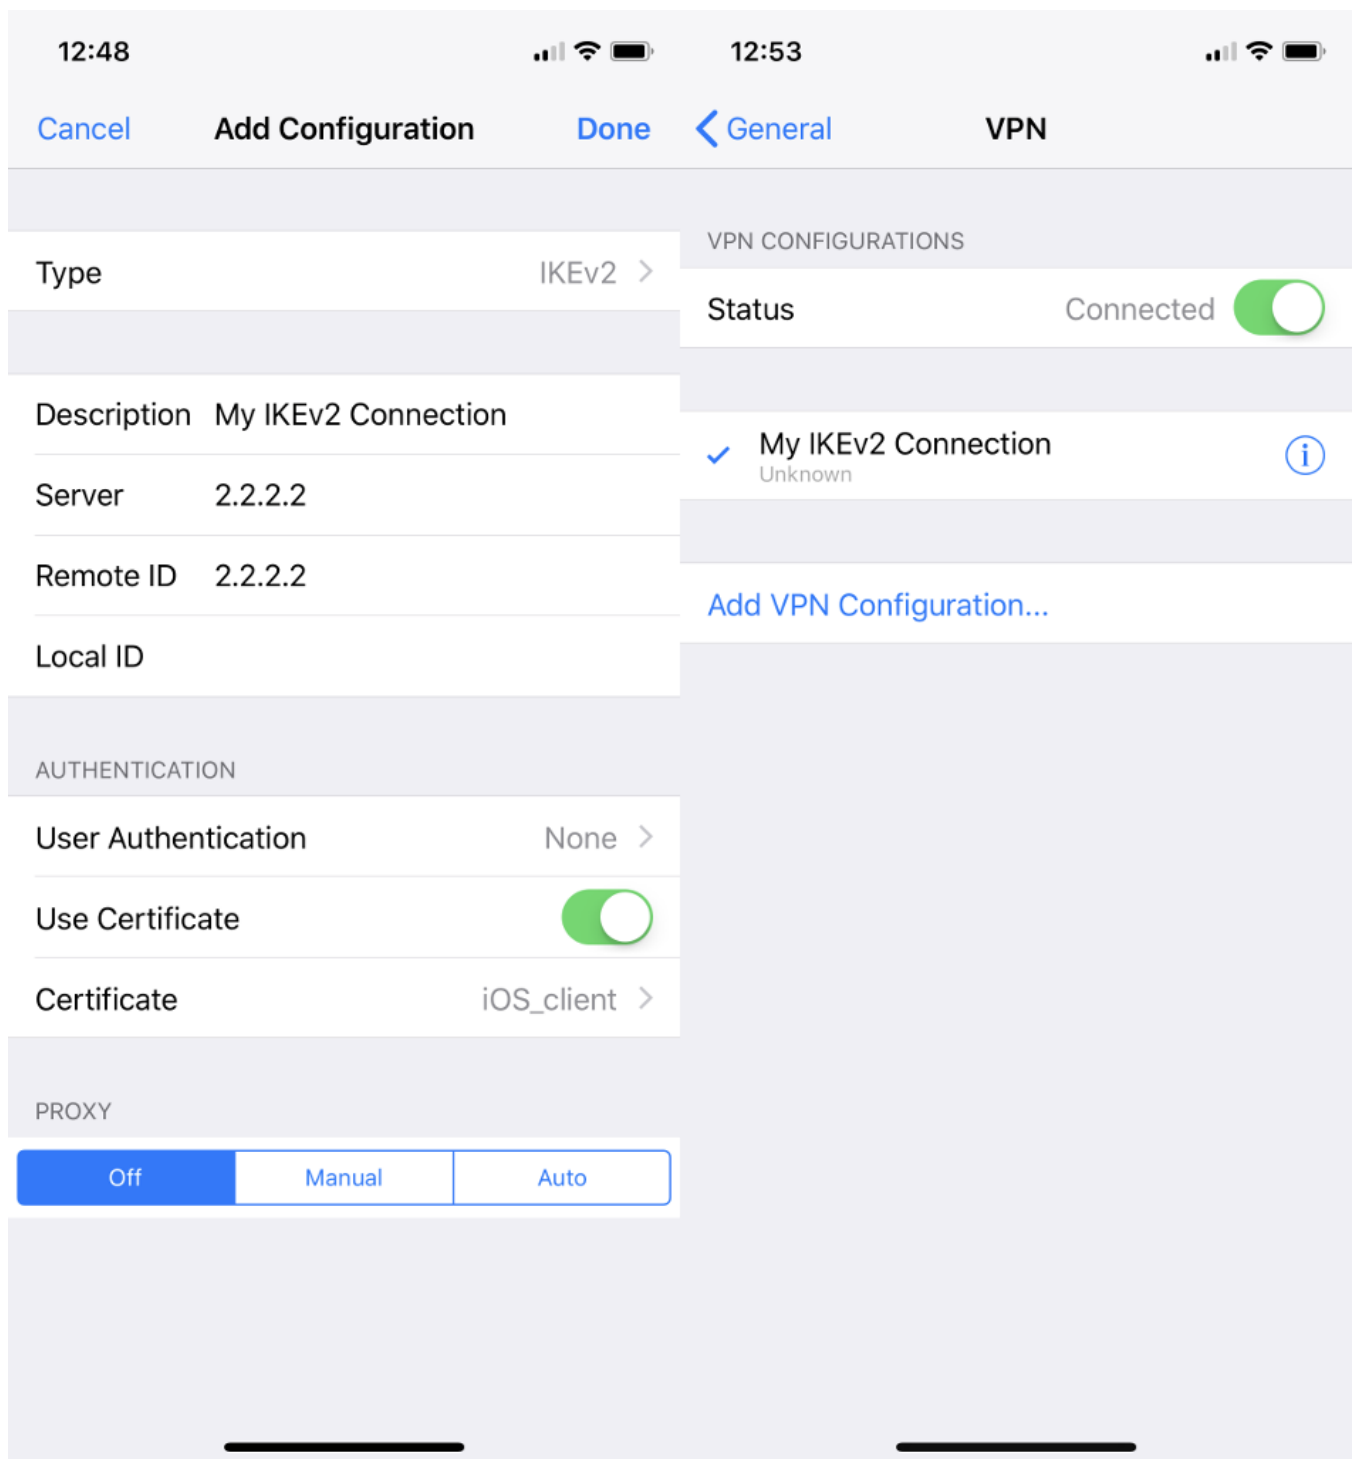 12:48
Cancel Add Configuration Done
Type IKEv2
Description My IKEv2 Connection
Server 2.2.2.2
Remote ID 2.2.2.2
Local ID
AUTHENTICATION
User Authentication None
Use Certificate
Certificate iOS_client
PROXY
Off Manual Auto
12:53
General VPN
VPN CONFIGURATIONS
Status Connected
My IKEv2 Connection
Unknown
Add VPN Configuration...